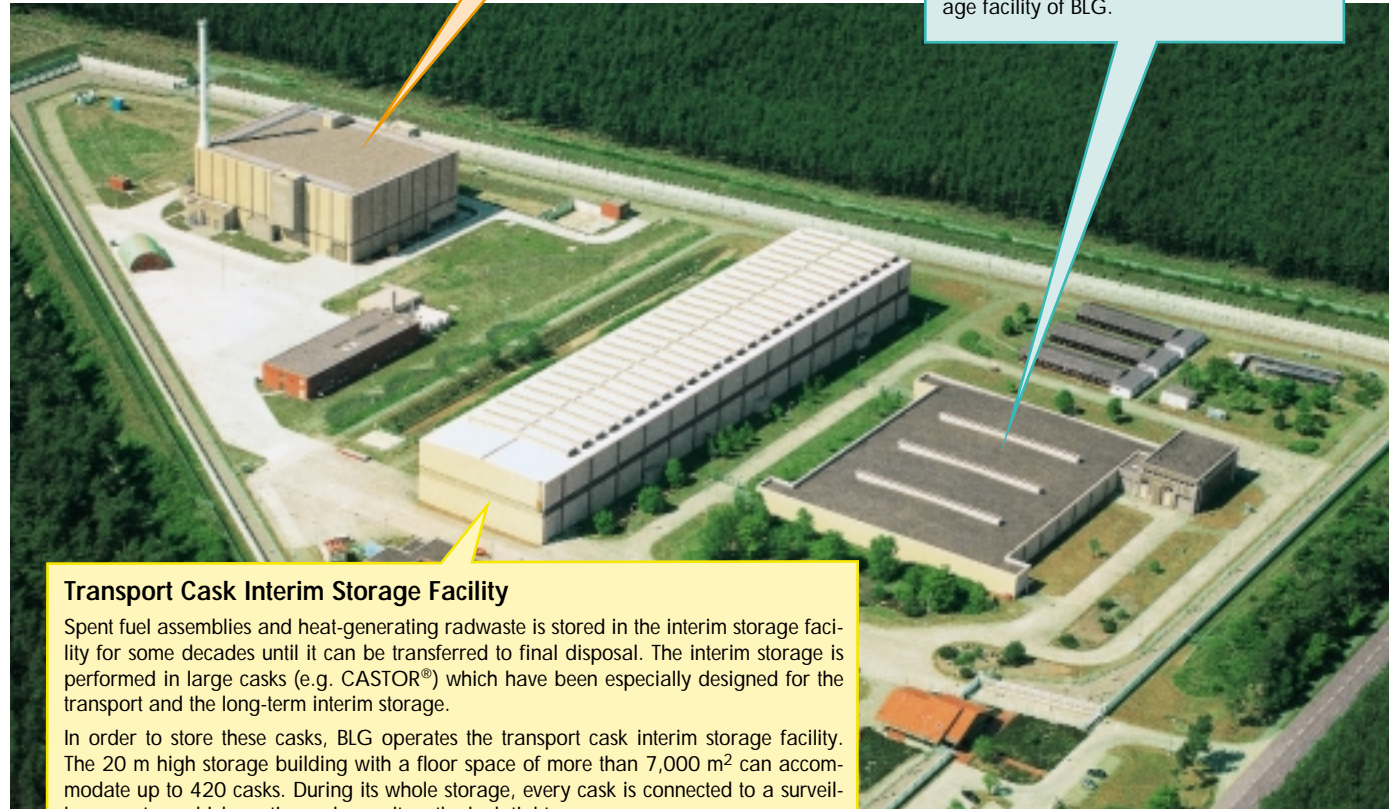 age facility of BLG.
Transport Cask Interim Storage Facility
Spent fuel assemblies and heat-generating radwaste is stored in the interim storage faci-
lity for some decades until it can be transferred to final disposal. The interim storage is
performed in large casks (e.g. CASTOR®) which have been especially designed for the
transport and the long-term interim storage.
In order to store these casks, BLG operates the transport cask interim storage facility.
The 20 m high storage building with a floor space of more than 7,000 m² can accom-
modate up to 420 casks. During its whole storage, every cask is connected to a surveil-